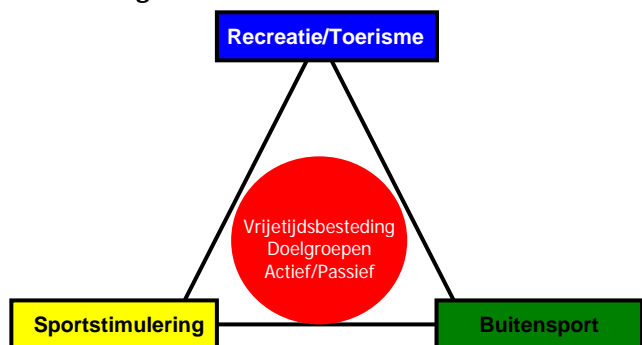 Recreatie/Toerisme
Vrijetijdsbesteding
Doelgroepen
Actief/Passief
Sportstimulering
Buitensport